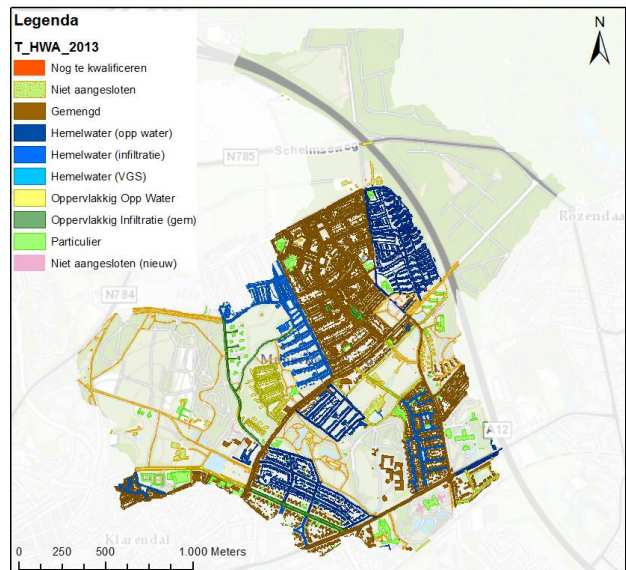 Legenda
T_HWA_2013
Nog te kwalificeren
Niet aangesloten
Gemengd
Hemelwater (opp water)
Hemelwater (infiltratie)
Hemelwater (VGS)
Oppervlakkig Opp Water
Oppervlakkig Infiltratie (gem)
Particulier
Niet aangesloten (nieuw)
N
N785
Schelmseweg
Rozendaal
N784
A12
Klarendal
0 250 500 1.000 Meters